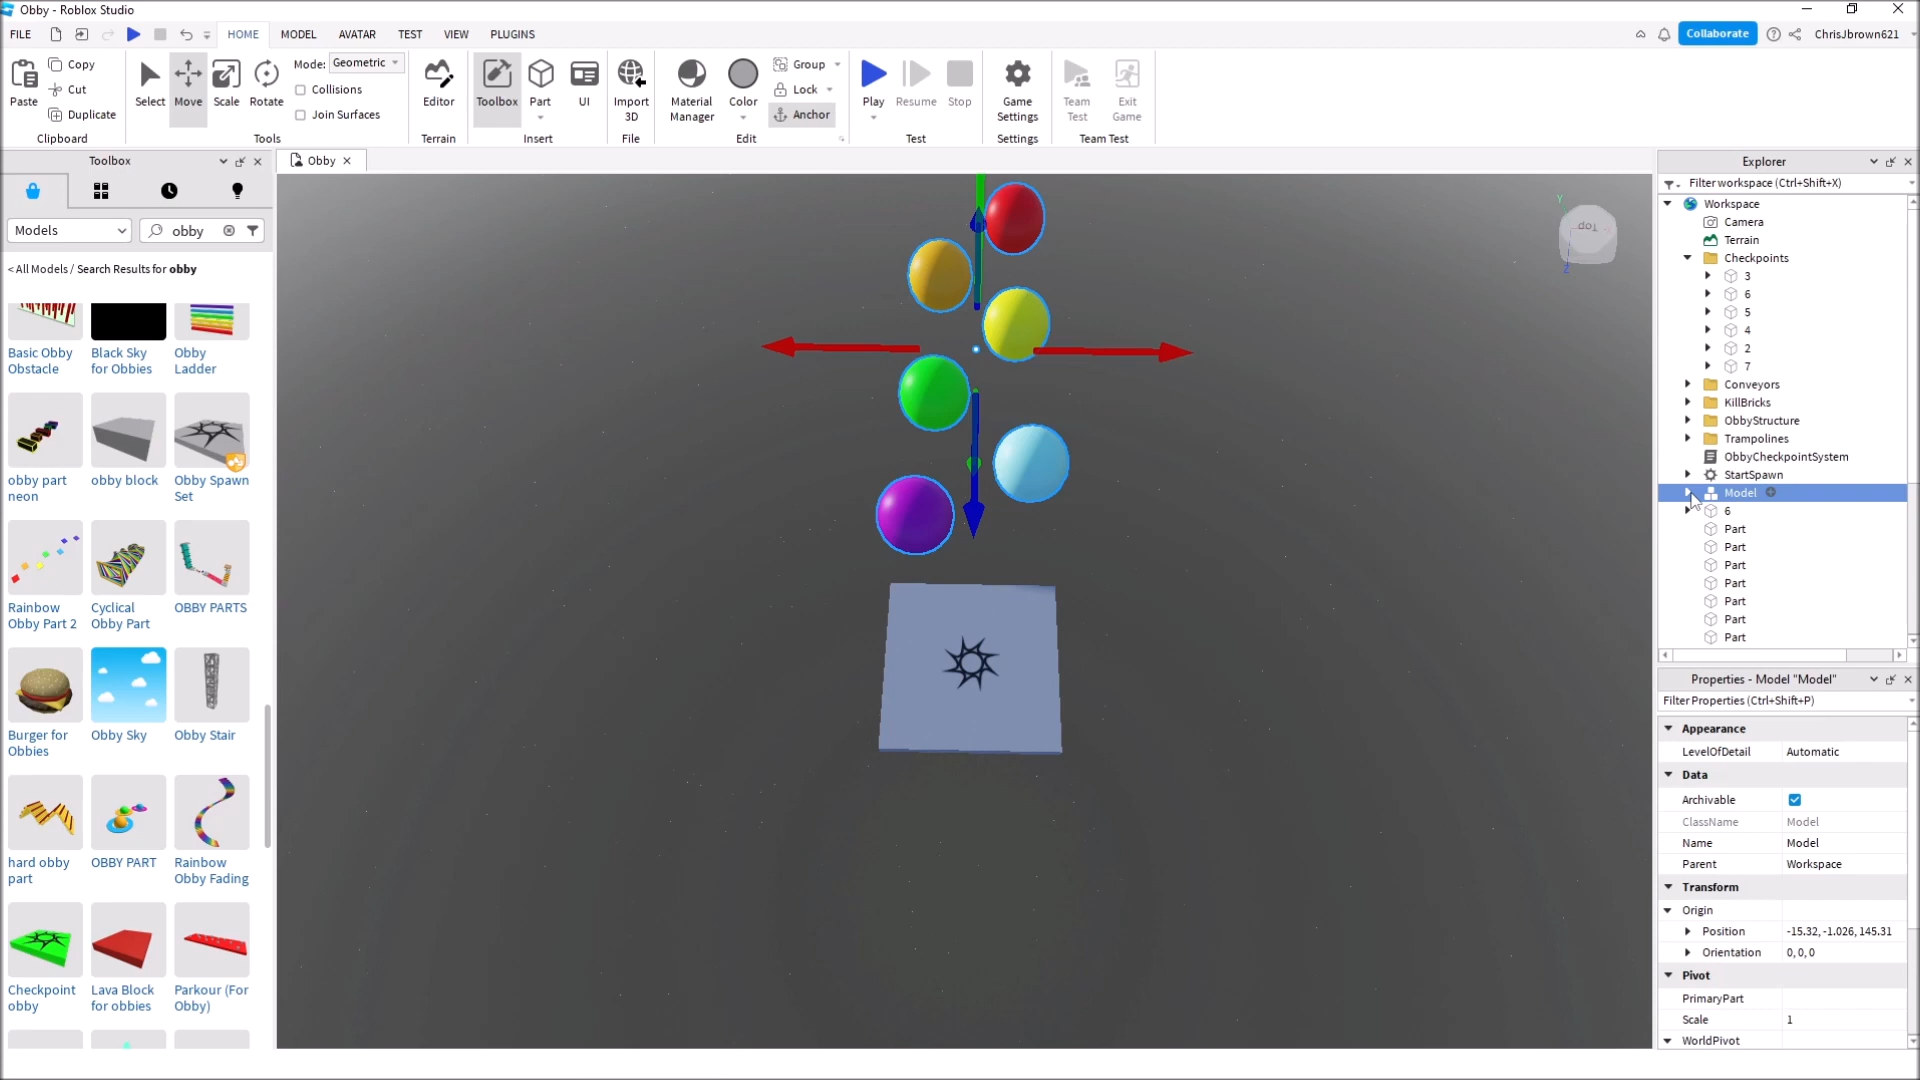 Obby - Roblox Studio
FILE HOME MODEL AVATAR TEST VIEW PLUGINS Collaborate ChrisJbrown621
Paste Copy Cut Duplicate Clipboard
Select Move Scale Rotate Mode: Geometric Collisions Join Surfaces Tools
Editor Terrain
Toolbox Part UI Insert
Import 3D File
Material Manager Color Group Lock Anchor Edit
Play Resume Stop Test
Game Settings Settings
Team Test Exit Game Team Test
Toolbox
Models obby
< All Models / Search Results for obby
Basic Obby Obstacle
Black Sky for Obbies
Obby Ladder
obby part neon
obby block
Obby Spawn Set
Rainbow Obby Part 2
Cyclical Obby Part
OBBY PARTS
Burger for Obbies
Obby Sky
Obby Stair
hard obby part
OBBY PART
Rainbow Obby Fading
Checkpoint obby
Lava Block for obbies
Parkour (For Obby)
Obby
Y
Top
Z
Explorer
Filter workspace (Ctrl+Shift+X)
Workspace
Camera
Terrain
Checkpoints
3
6
5
4
2
7
Conveyors
KillBricks
ObbyStructure
Trampolines
ObbyCheckpointSystem
StartSpawn
Model
6
Part
Part
Part
Part
Part
Part
Part
Properties - Model "Model"
Filter Properties (Ctrl+Shift+P)
Appearance
LevelOfDetail Automatic
Data
Archivable
ClassName Model
Name Model
Parent Workspace
Transform
Origin
Position -15.32, -1.026, 145.31
Orientation 0, 0, 0
Pivot
PrimaryPart
Scale 1
WorldPivot